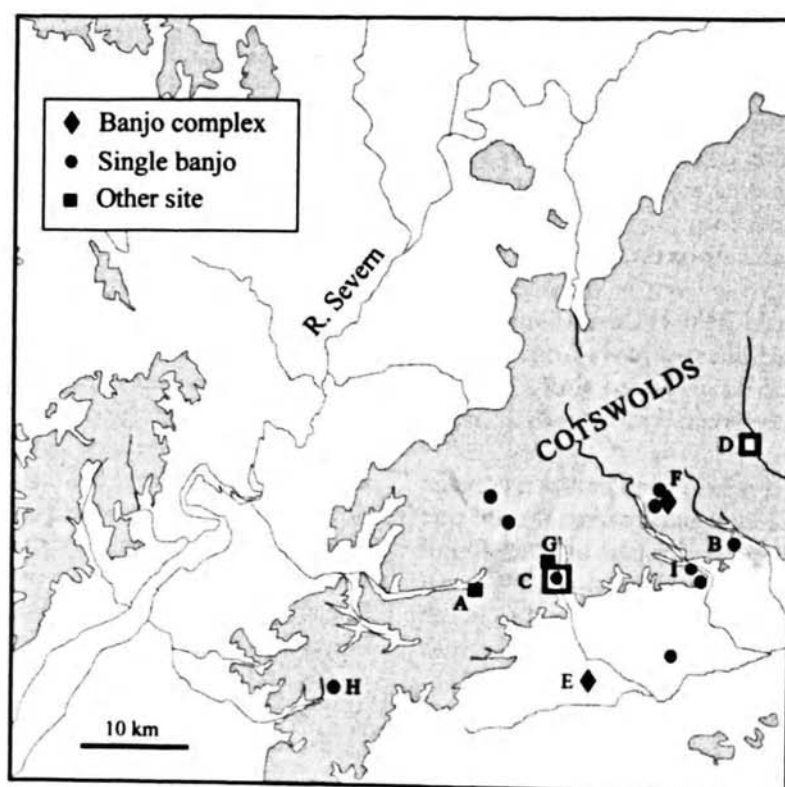 Banjo complex
Single banjo
Other site
R. Severn
COTSWOLDS
D
F
B
G
I
C
A
H
E
10 km